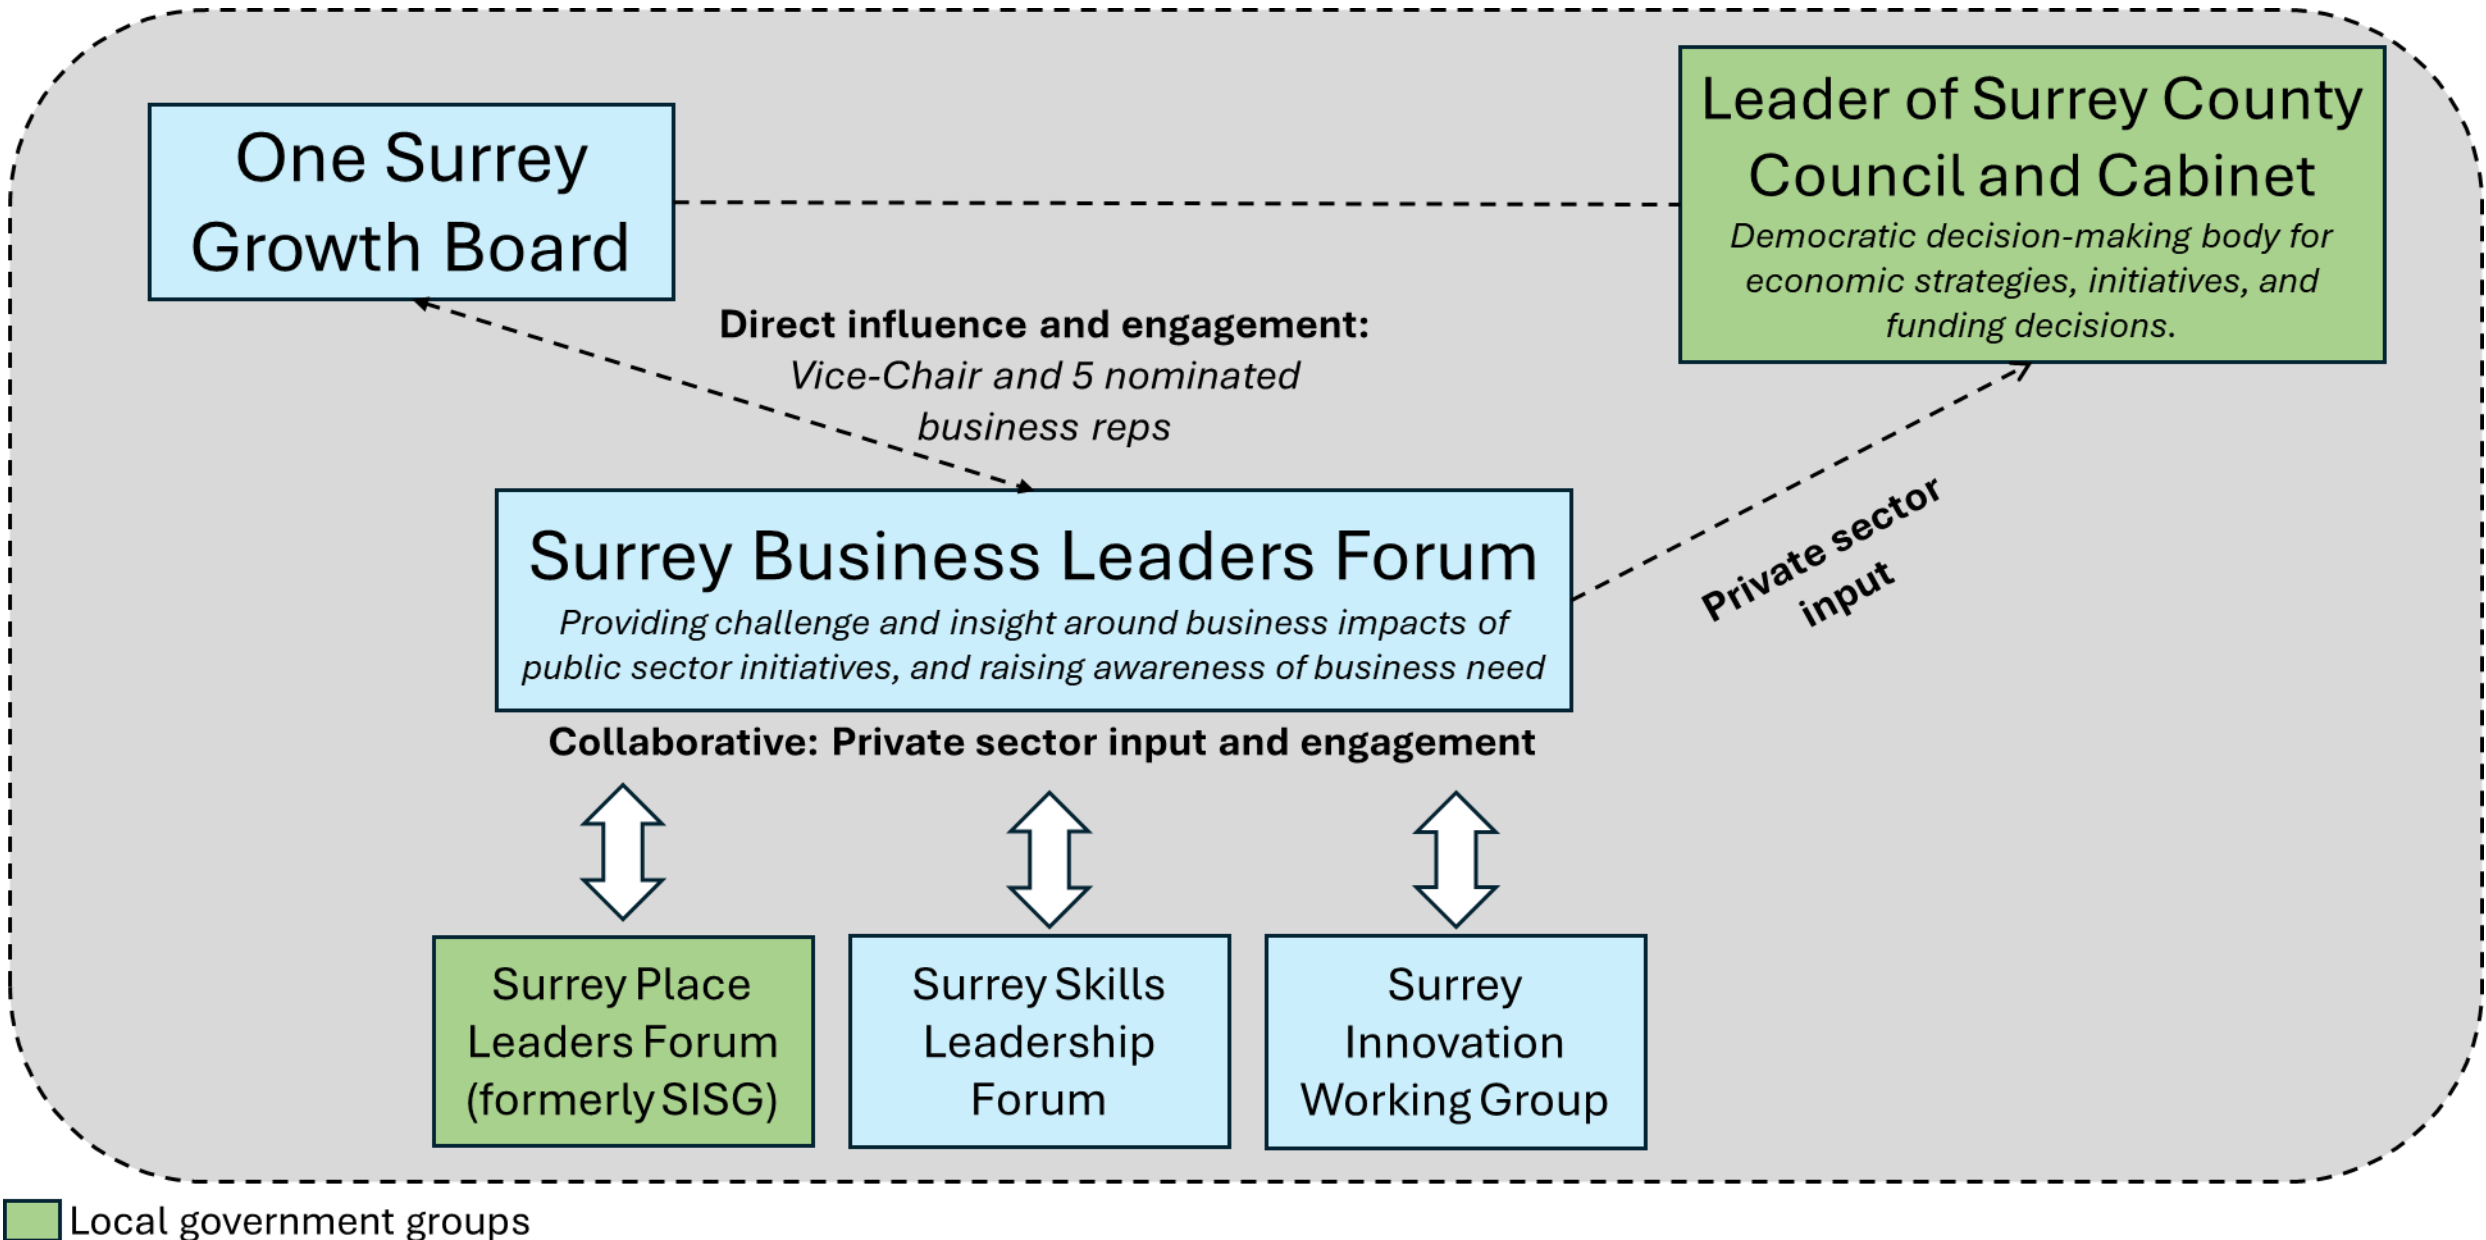 One Surrey
Growth Board
Leader of Surrey County
Council and Cabinet
Democratic decision-making body for
economic strategies, initiatives, and
funding decisions.
Direct influence and engagement:
Vice-Chair and 5 nominated
business reps
Surrey Business Leaders Forum
Providing challenge and insight around business impacts of
public sector initiatives, and raising awareness of business need
Private sector
input
Collaborative: Private sector input and engagement
Surrey Place
Leaders Forum
(formerly SISG)
Surrey Skills
Leadership
Forum
Surrey
Innovation
Working Group
Local government groups